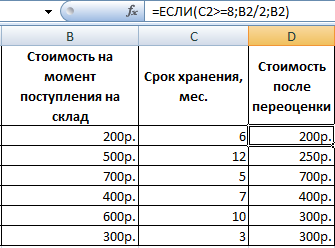 fx =ЕСЛИ(C2>=8;B2/2;B2)
B C D
Стоимость на
момент
поступления на
склад
Срок хранения,
мес.
Стоимость
после
переоценки
200р. 6 200р.
500р. 12 250р.
700р. 5 700р.
400р. 7 400р.
600р. 10 300р.
300р. 3 300р.